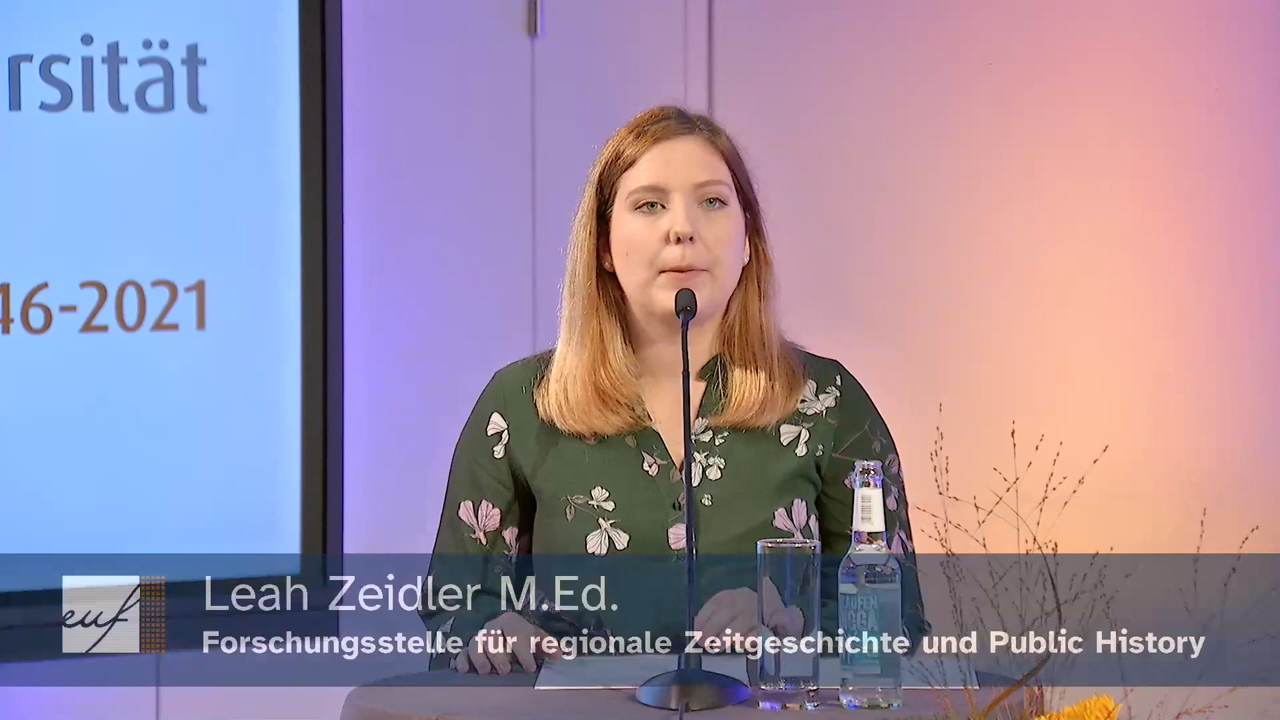 rsität
46-2021
euf
Leah Zeidler M.Ed.
Forschungsstelle für regionale Zeitgeschichte und Public History